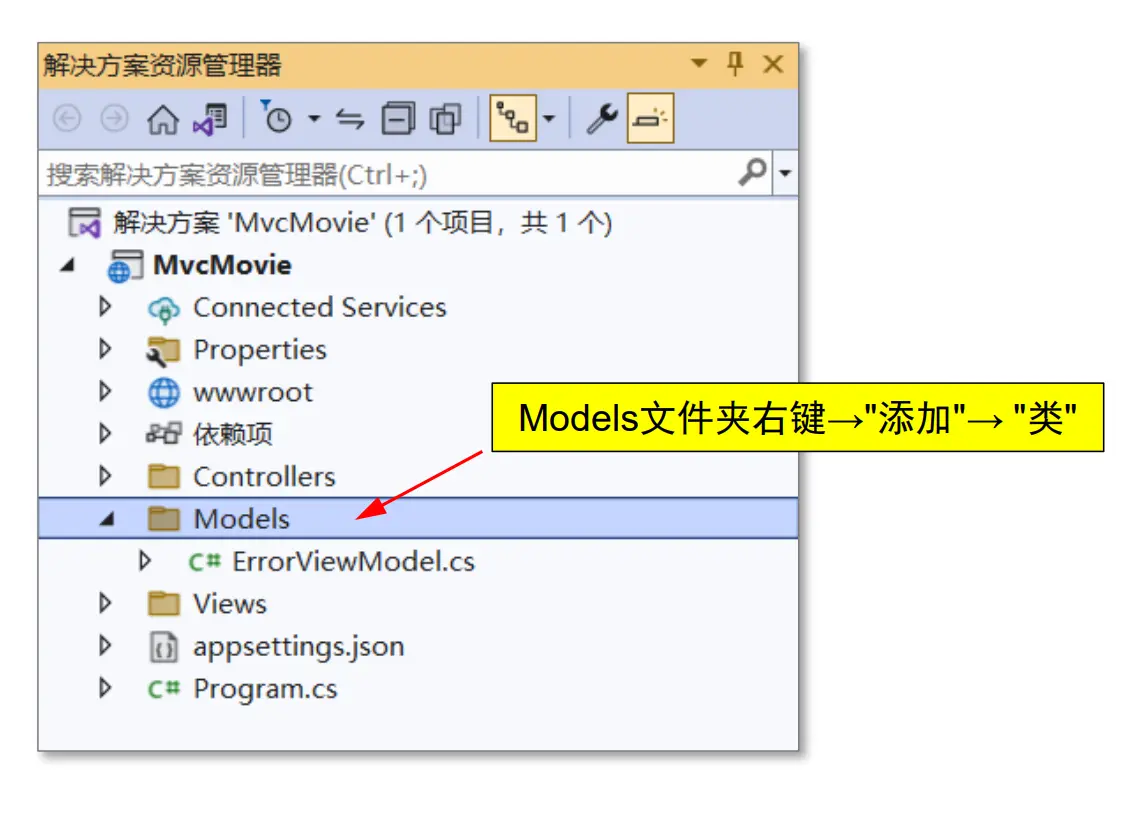 解决方案资源管理器
搜索解决方案资源管理器(Ctrl+;)
解决方案 'MvcMovie' (1 个项目，共 1 个)
MvcMovie
Connected Services
Properties
wwwroot
Models文件夹右键→"添加"→ "类"
依赖项
Controllers
Models
C# ErrorViewModel.cs
Views
appsettings.json
C# Program.cs